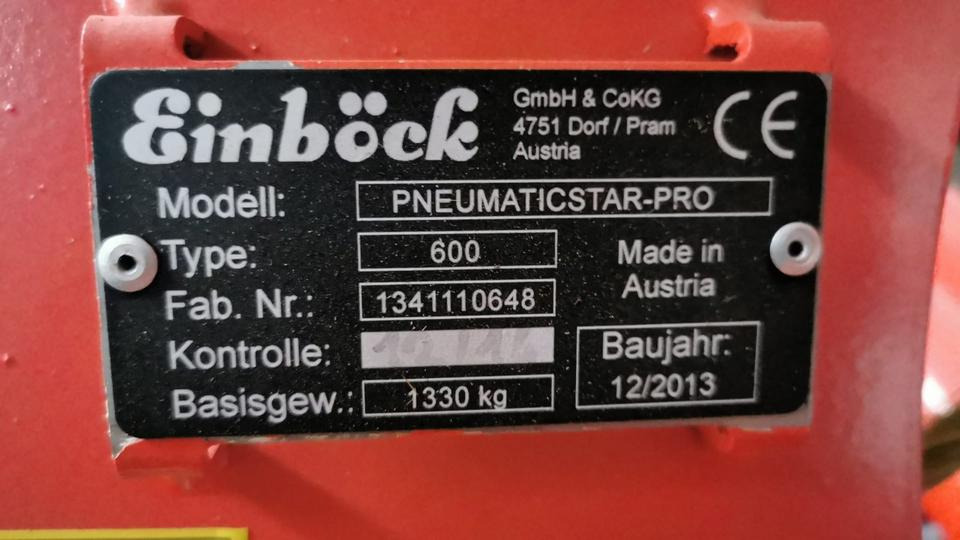 Einböck
GmbH & CoKG
4751 Dorf / Pram
Austria
CE
Modell: PNEUMATICSTAR-PRO
Type: 600
Made in
Austria
Fab. Nr.: 1341110648
Kontrolle:
Baujahr:
12/2013
Basisgew.: 1330 kg